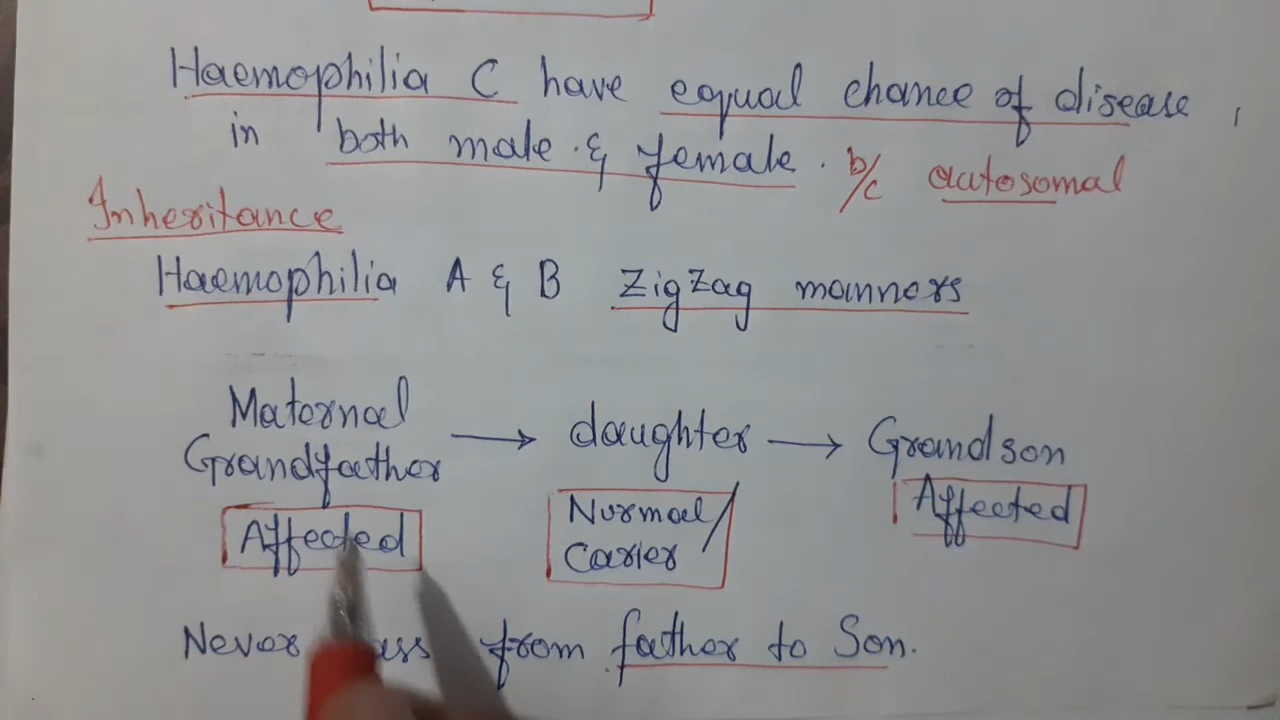 Haemophilia C have equal chance of disease,
in both male & female. b/c autosomal
Inheritance
Haemophilia A & B ZigZag manners
Maternal
Grandfather → daughter → Grandson
Affected Normal/ Affected
Carier
Never from father to Son.